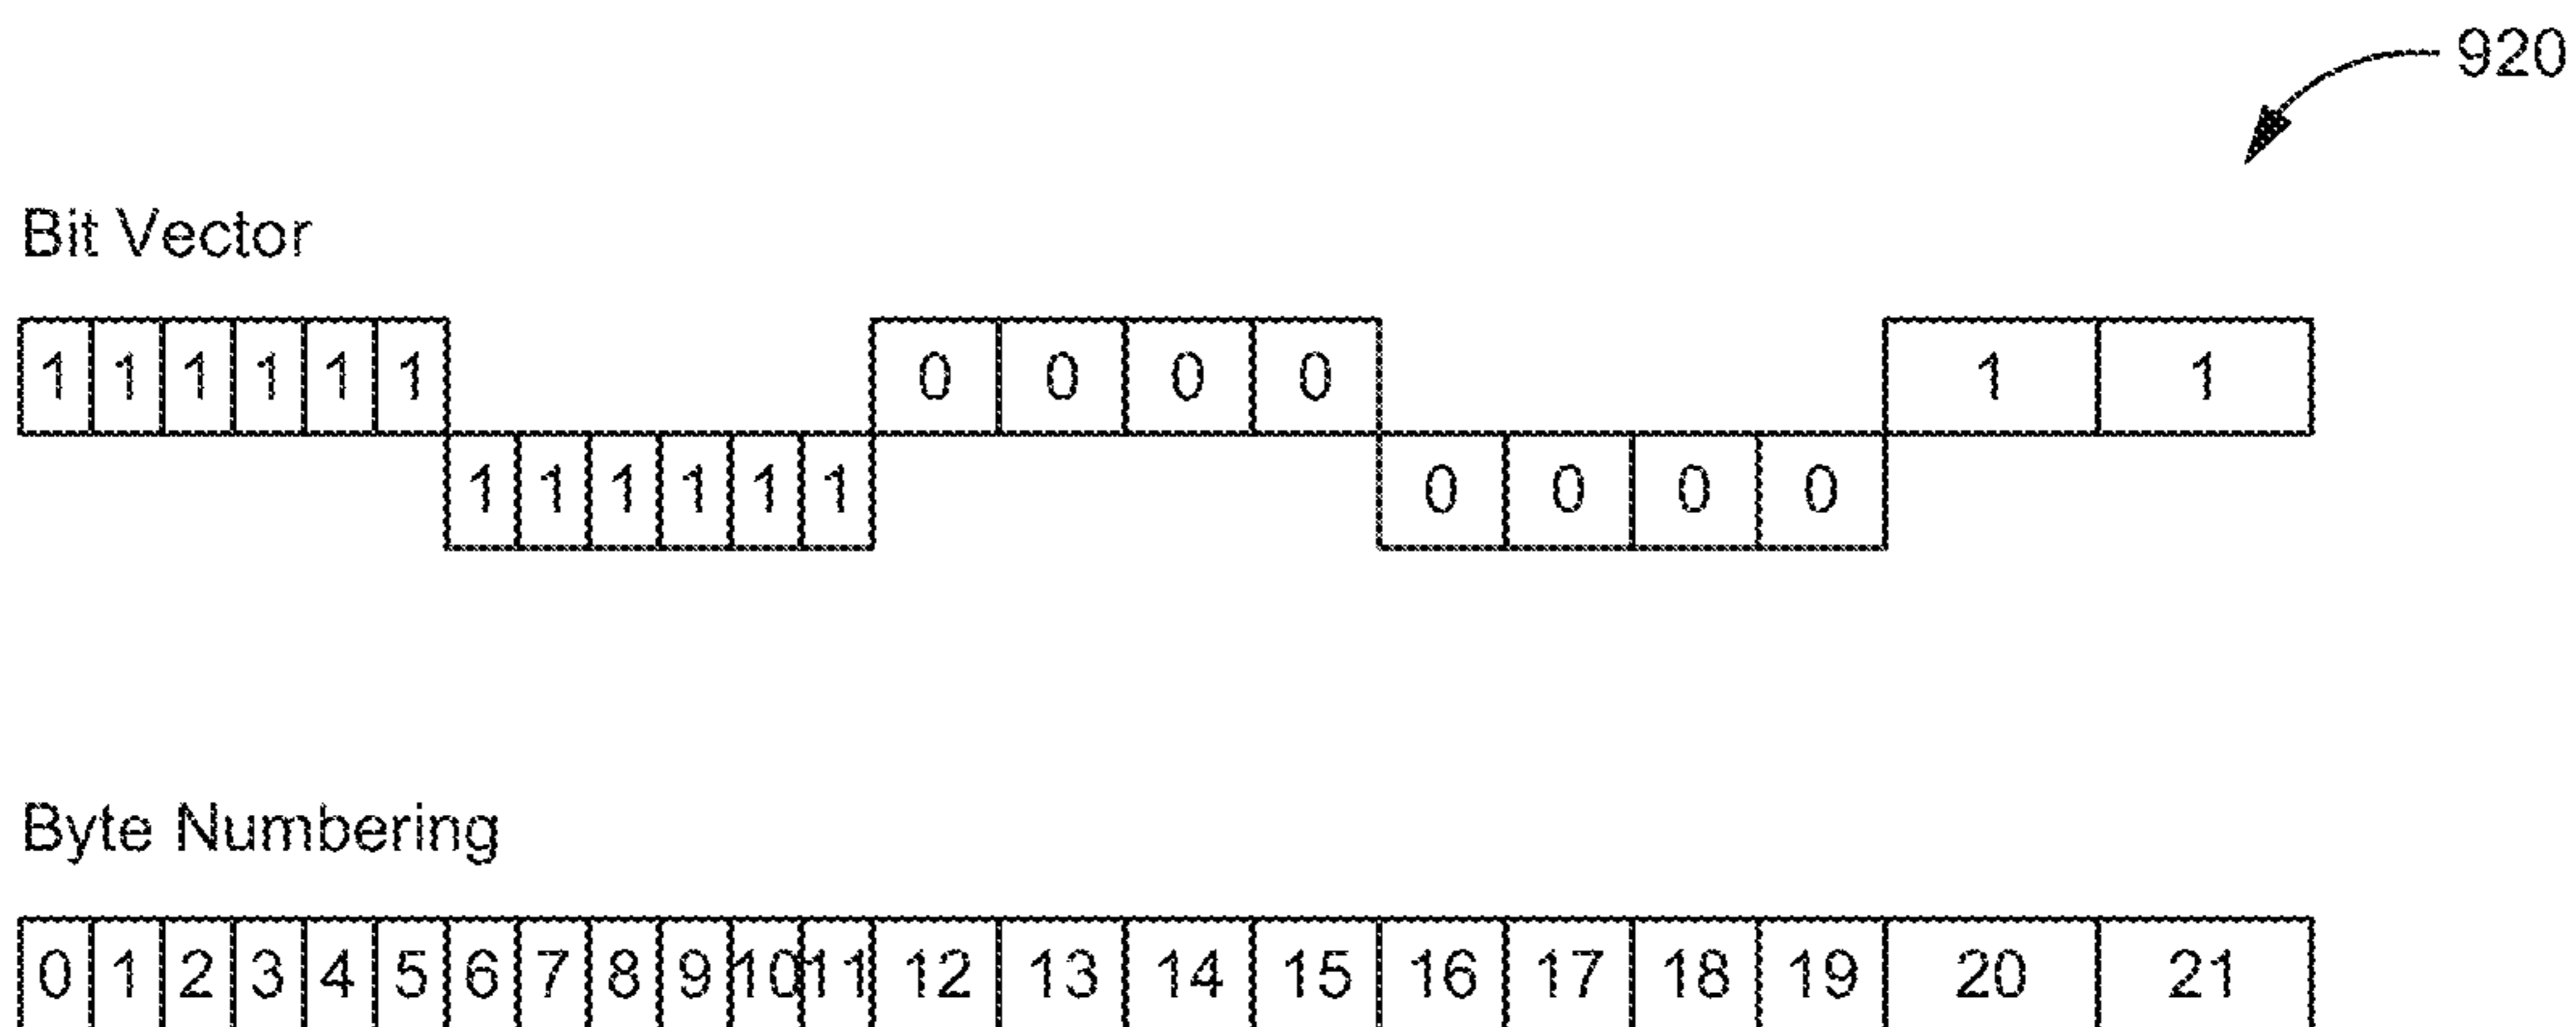 920
Bit Vector
1 1 1 1 1 1 0 0 0 0 1 1
1 1 1 1 1 1 0 0 0 0
Byte Numbering
0 1 2 3 4 5 6 7 8 9 10 11 12 13 14 15 16 17 18 19 20 21